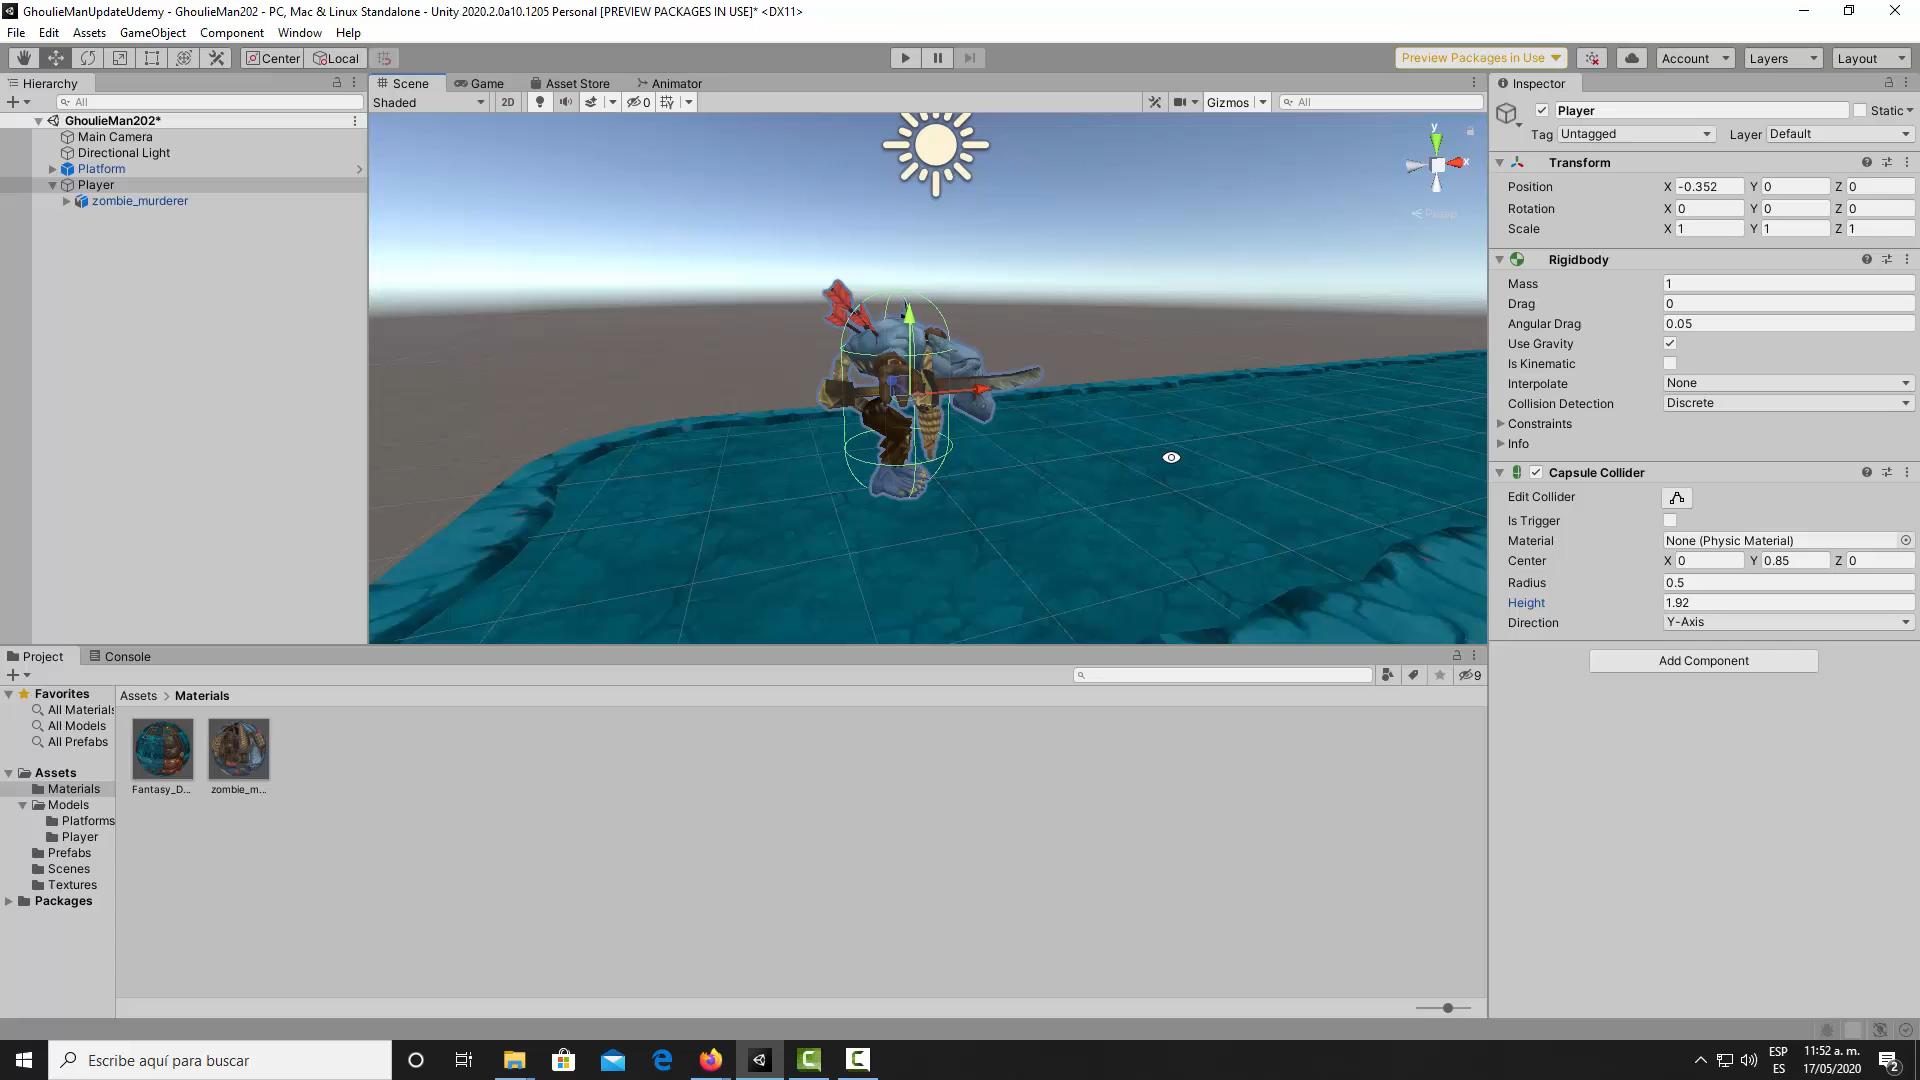 GhoulieManUpdateUdemy - GhoulieMan202 - PC, Mac & Linux Standalone - Unity 2020.2.0a10.1205 Personal [PREVIEW PACKAGES IN USE]* <DX11>
File Edit Assets GameObject Component Window Help
Center Local Preview Packages in Use Account Layers Layout
Hierarchy Scene Game Asset Store Animator Inspector
All Shaded 2D 0 Gizmos All
GhoulieMan202*
Main Camera
Directional Light
Platform
Player
zombie_murderer
y
x
Persp
Player Static
Tag Untagged Layer Default
Transform
Position X -0.352 Y 0 Z 0
Rotation X 0 Y 0 Z 0
Scale X 1 Y 1 Z 1
Rigidbody
Mass 1
Drag 0
Angular Drag 0.05
Use Gravity
Is Kinematic
Interpolate None
Collision Detection Discrete
Constraints
Info
Capsule Collider
Edit Collider
Is Trigger
Material None (Physic Material)
Center X 0 Y 0.85 Z 0
Radius 0.5
Height 1.92
Direction Y-Axis
Add Component
Project Console
9
Favorites
All Materials
All Models
All Prefabs
Assets
Materials
Models
Platforms
Player
Prefabs
Scenes
Textures
Packages
Assets > Materials
Fantasy_D... zombie_m...
Escribe aquí para buscar
ESP
ES
11:52 a. m.
17/05/2020
2